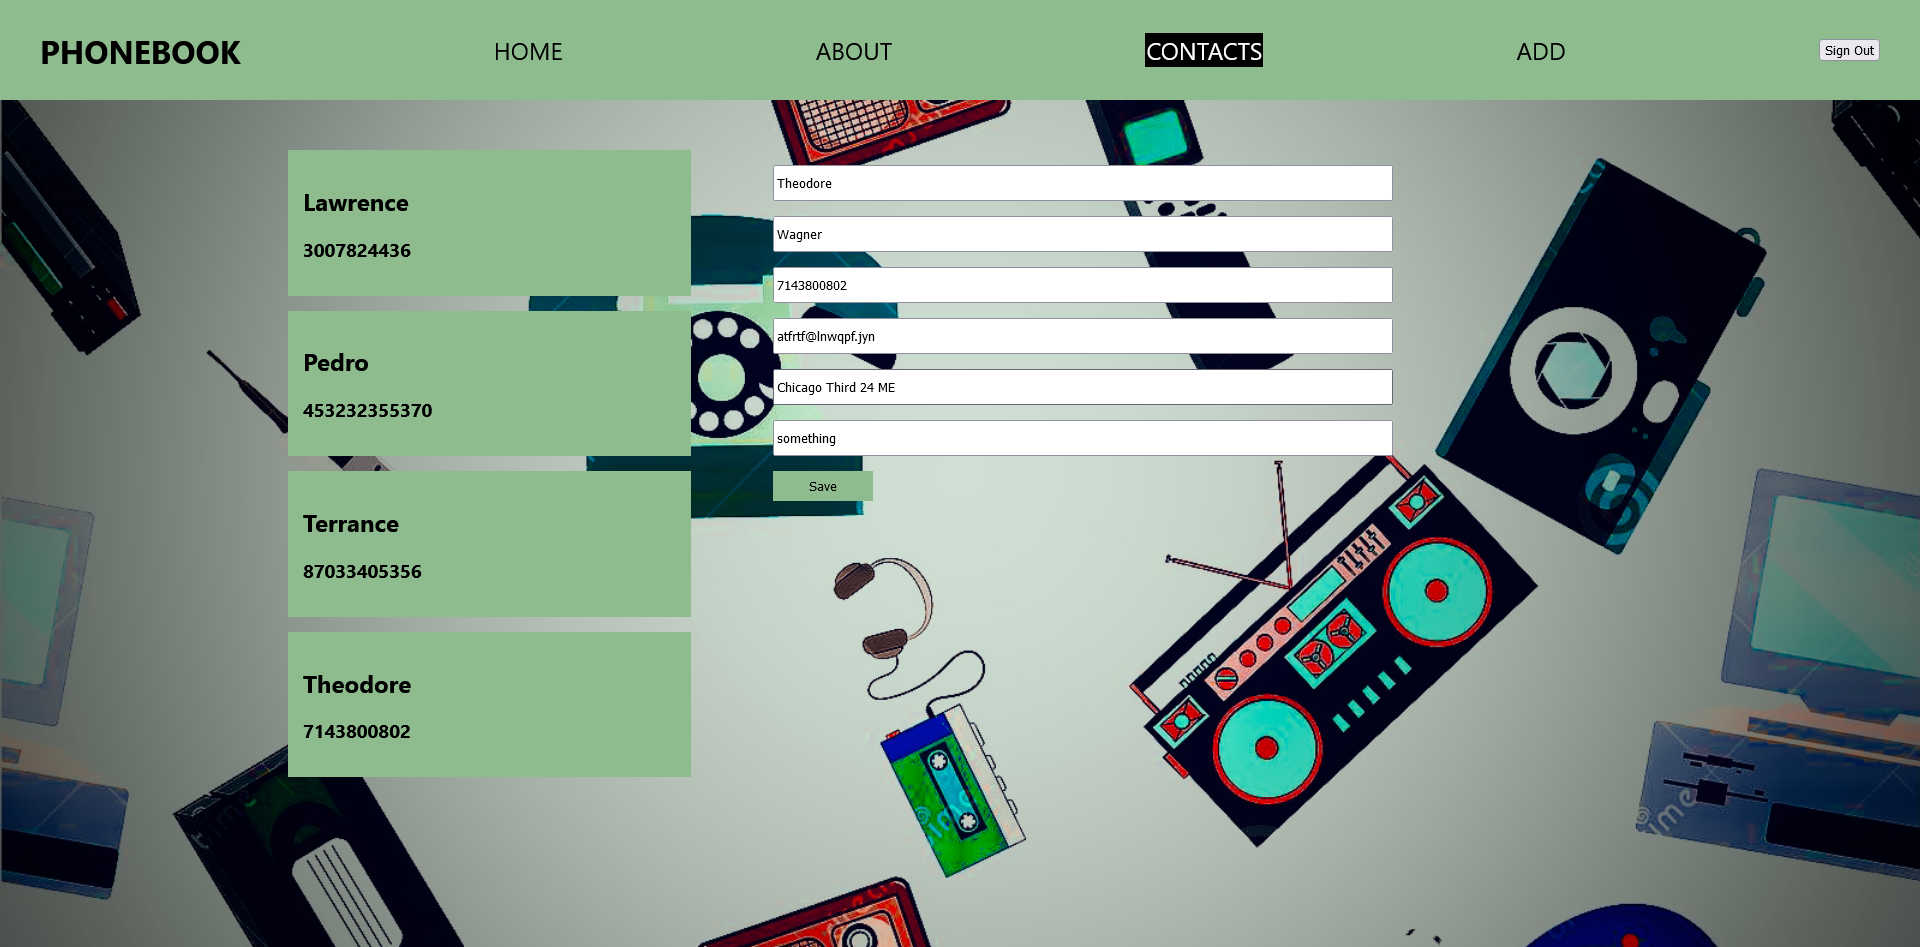 PHONEBOOK
HOME
ABOUT
CONTACTS
ADD
Sign Out
Lawrence
3007824436
Pedro
453232355370
Terrance
87033405356
Theodore
7143800802
Theodore
Wagner
7143800802
atfrtf@lnwqpf.jyn
Chicago Third 24 ME
something
Save